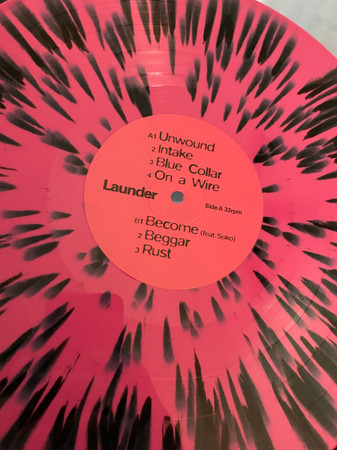 A1 Unwound
2 Intake
3 Blue Collar
4 On a Wire
Launder
Side A 33rpm
B1 Become (feat. Soko)
2 Beggar
3 Rust